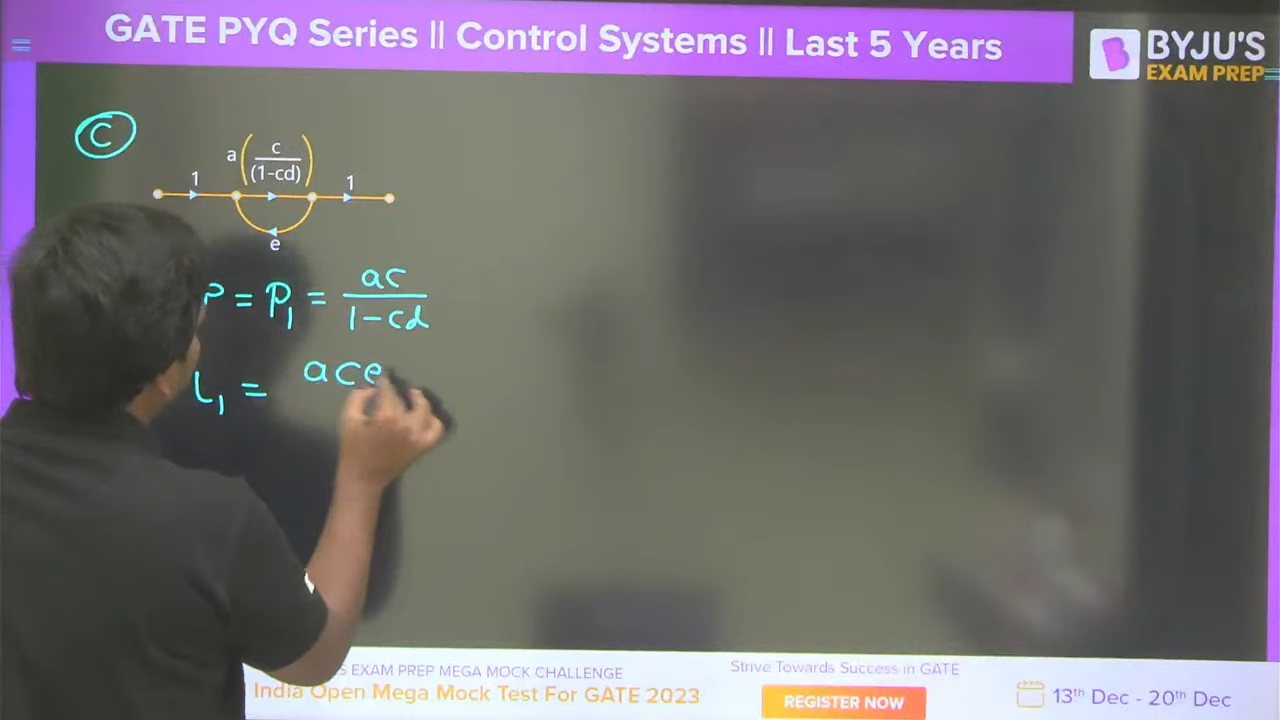 GATE PYQ Series || Control Systems || Last 5 Years
BYJU'S
EXAM PREP
C
a(c/(1-cd))
1
1
e
P = P₁ = ac/(1-cd)
L₁ = ace
EXAM PREP MEGA MOCK CHALLENGE
India Open Mega Mock Test For GATE 2023
Strive Towards Success in GATE
REGISTER NOW
13th Dec - 20th Dec